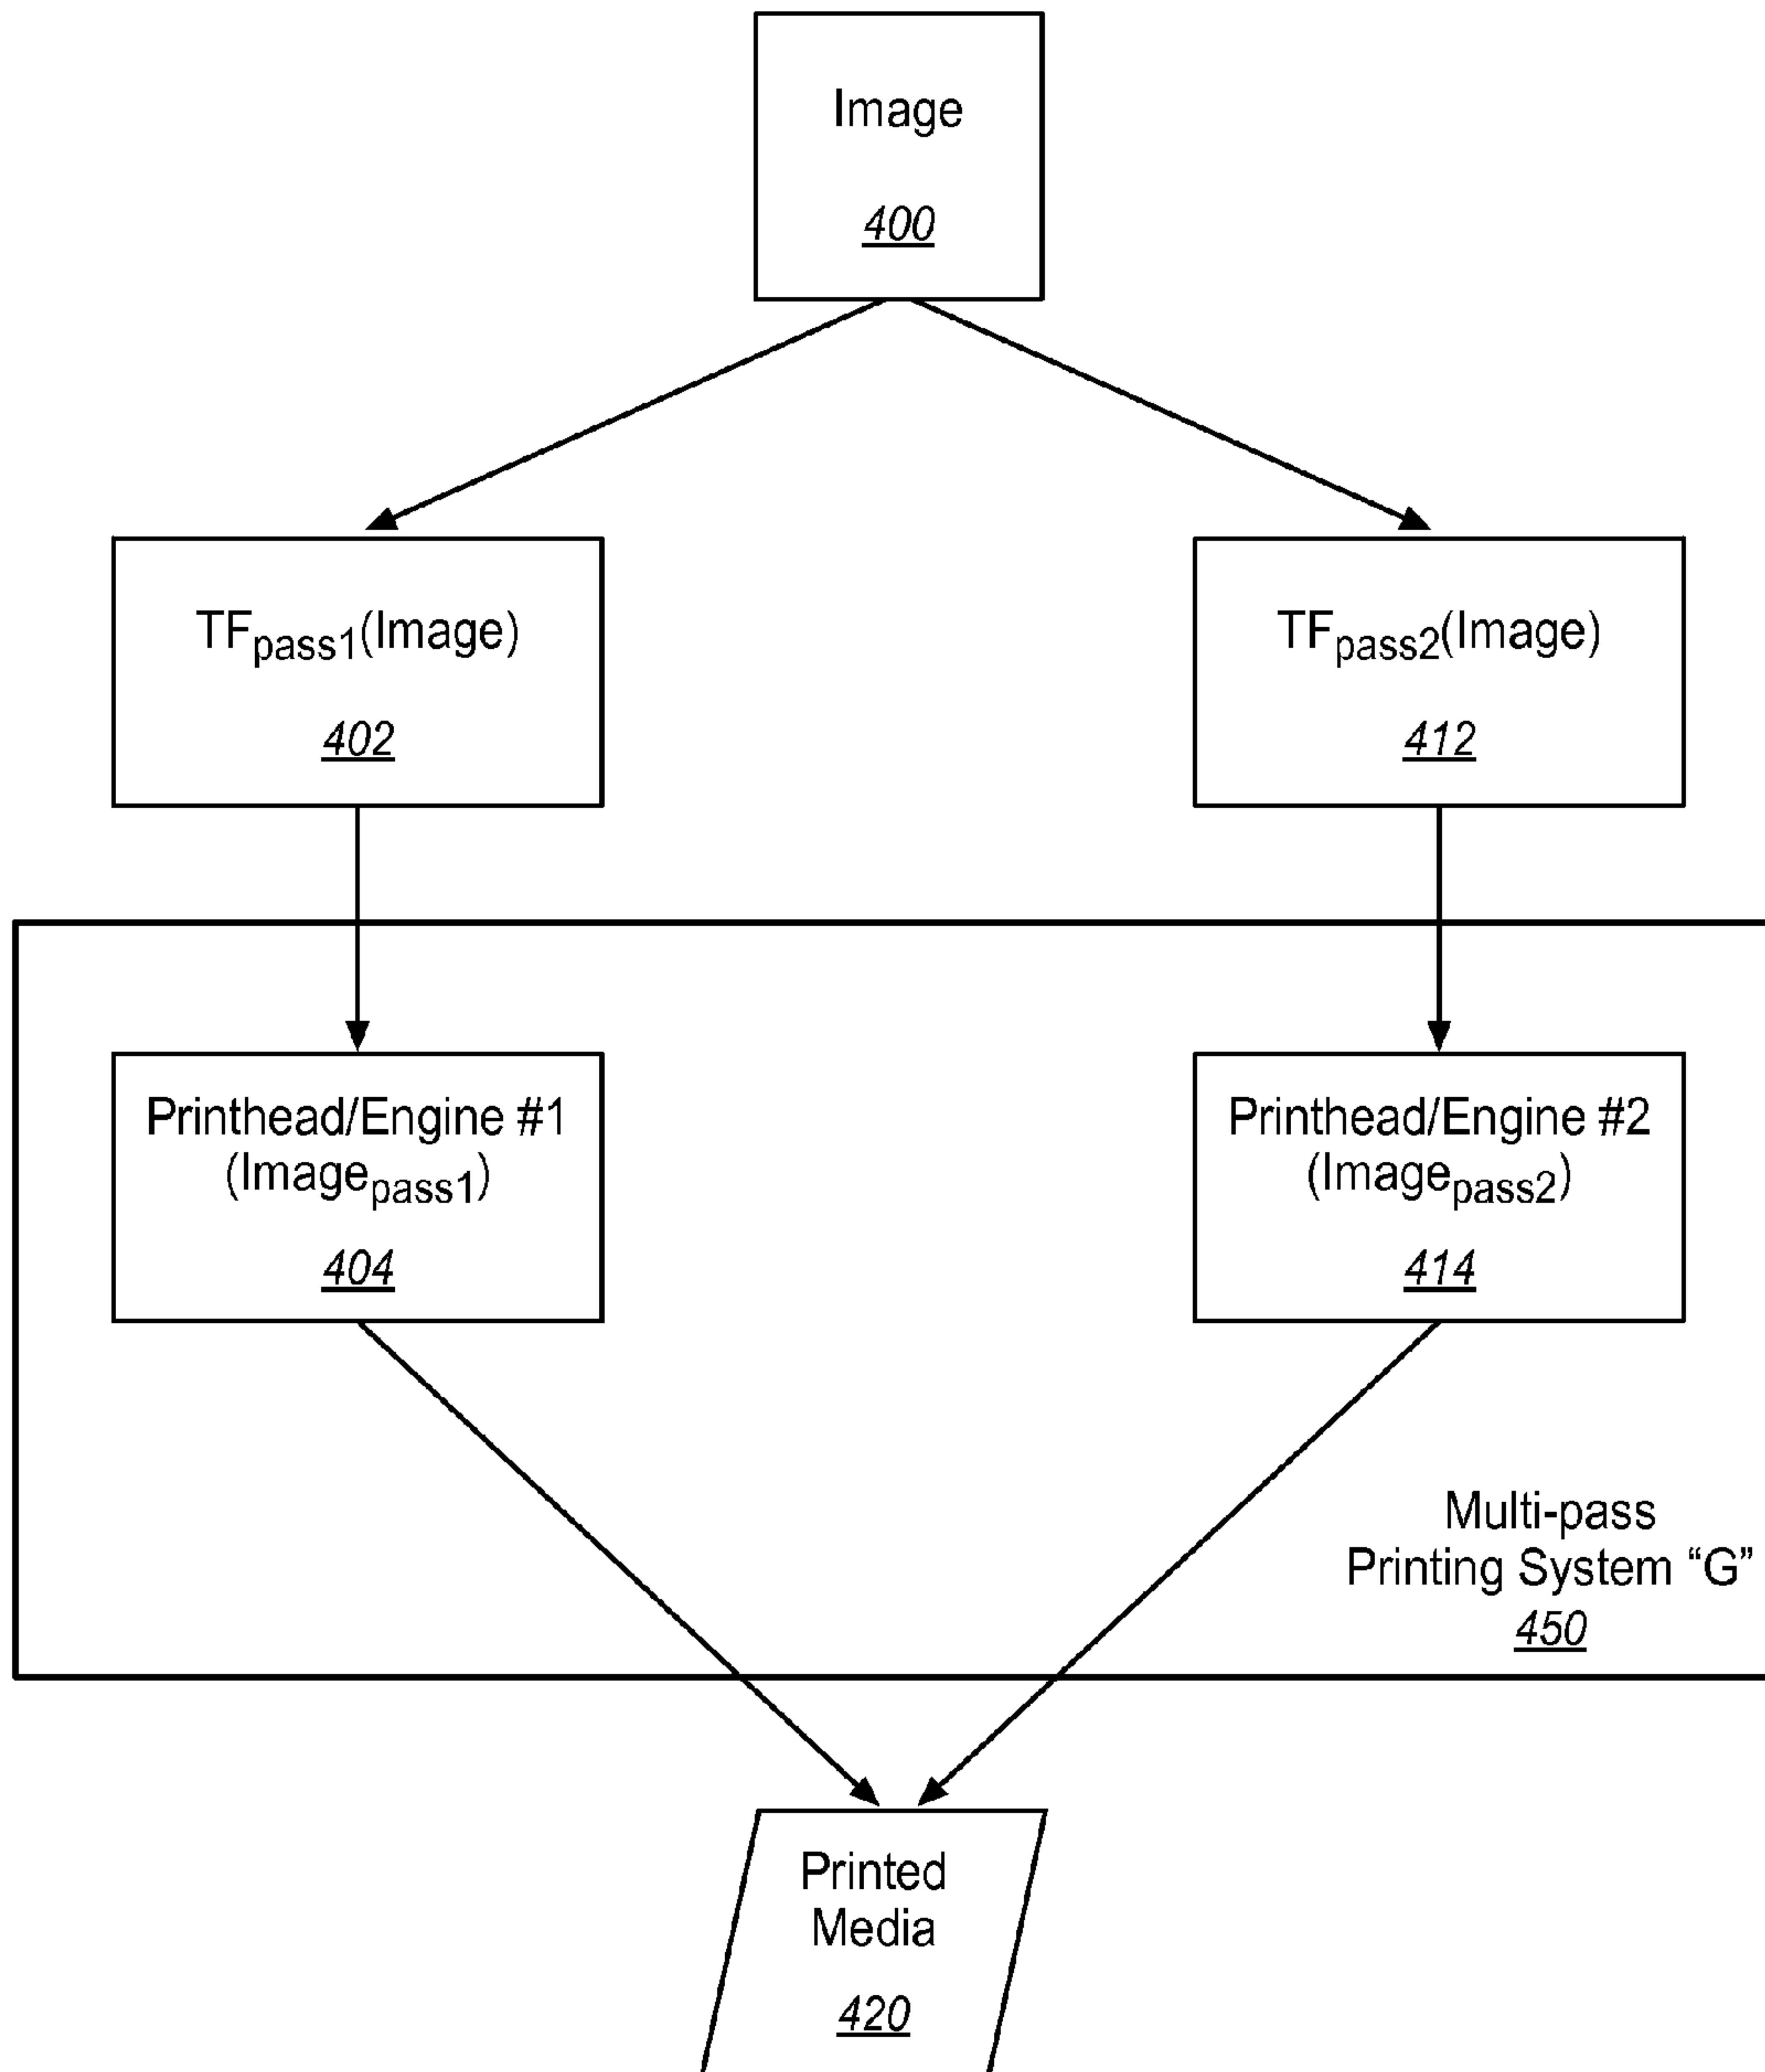 Image
400
TFpass1(Image)
402
TFpass2(Image)
412
Printhead/Engine #1
(Imagepass1)
404
Printhead/Engine #2
(Imagepass2)
414
Multi-pass
Printing System “G”
450
Printed
Media
420